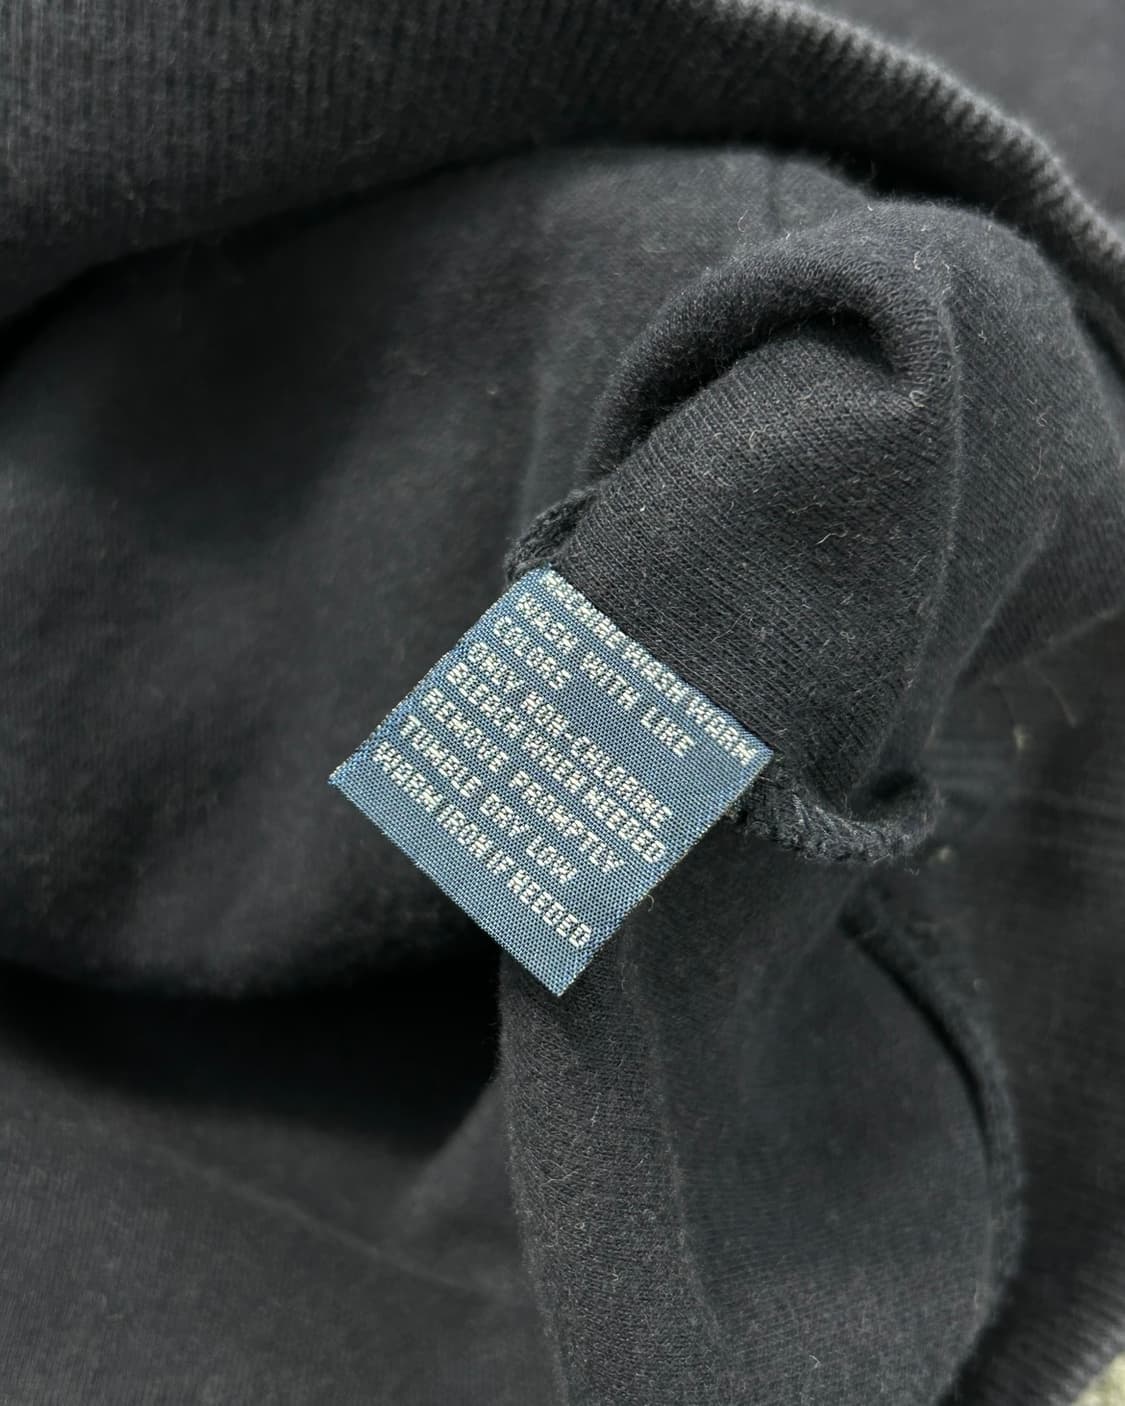 MACHINE WASH WARM
WASH WITH LIKE
COLORS
ONLY NON-CHLORINE
BLEACH WHEN NEEDED
REMOVE PROMPTLY
TUMBLE DRY LOW
WARM IRON IF NEEDED